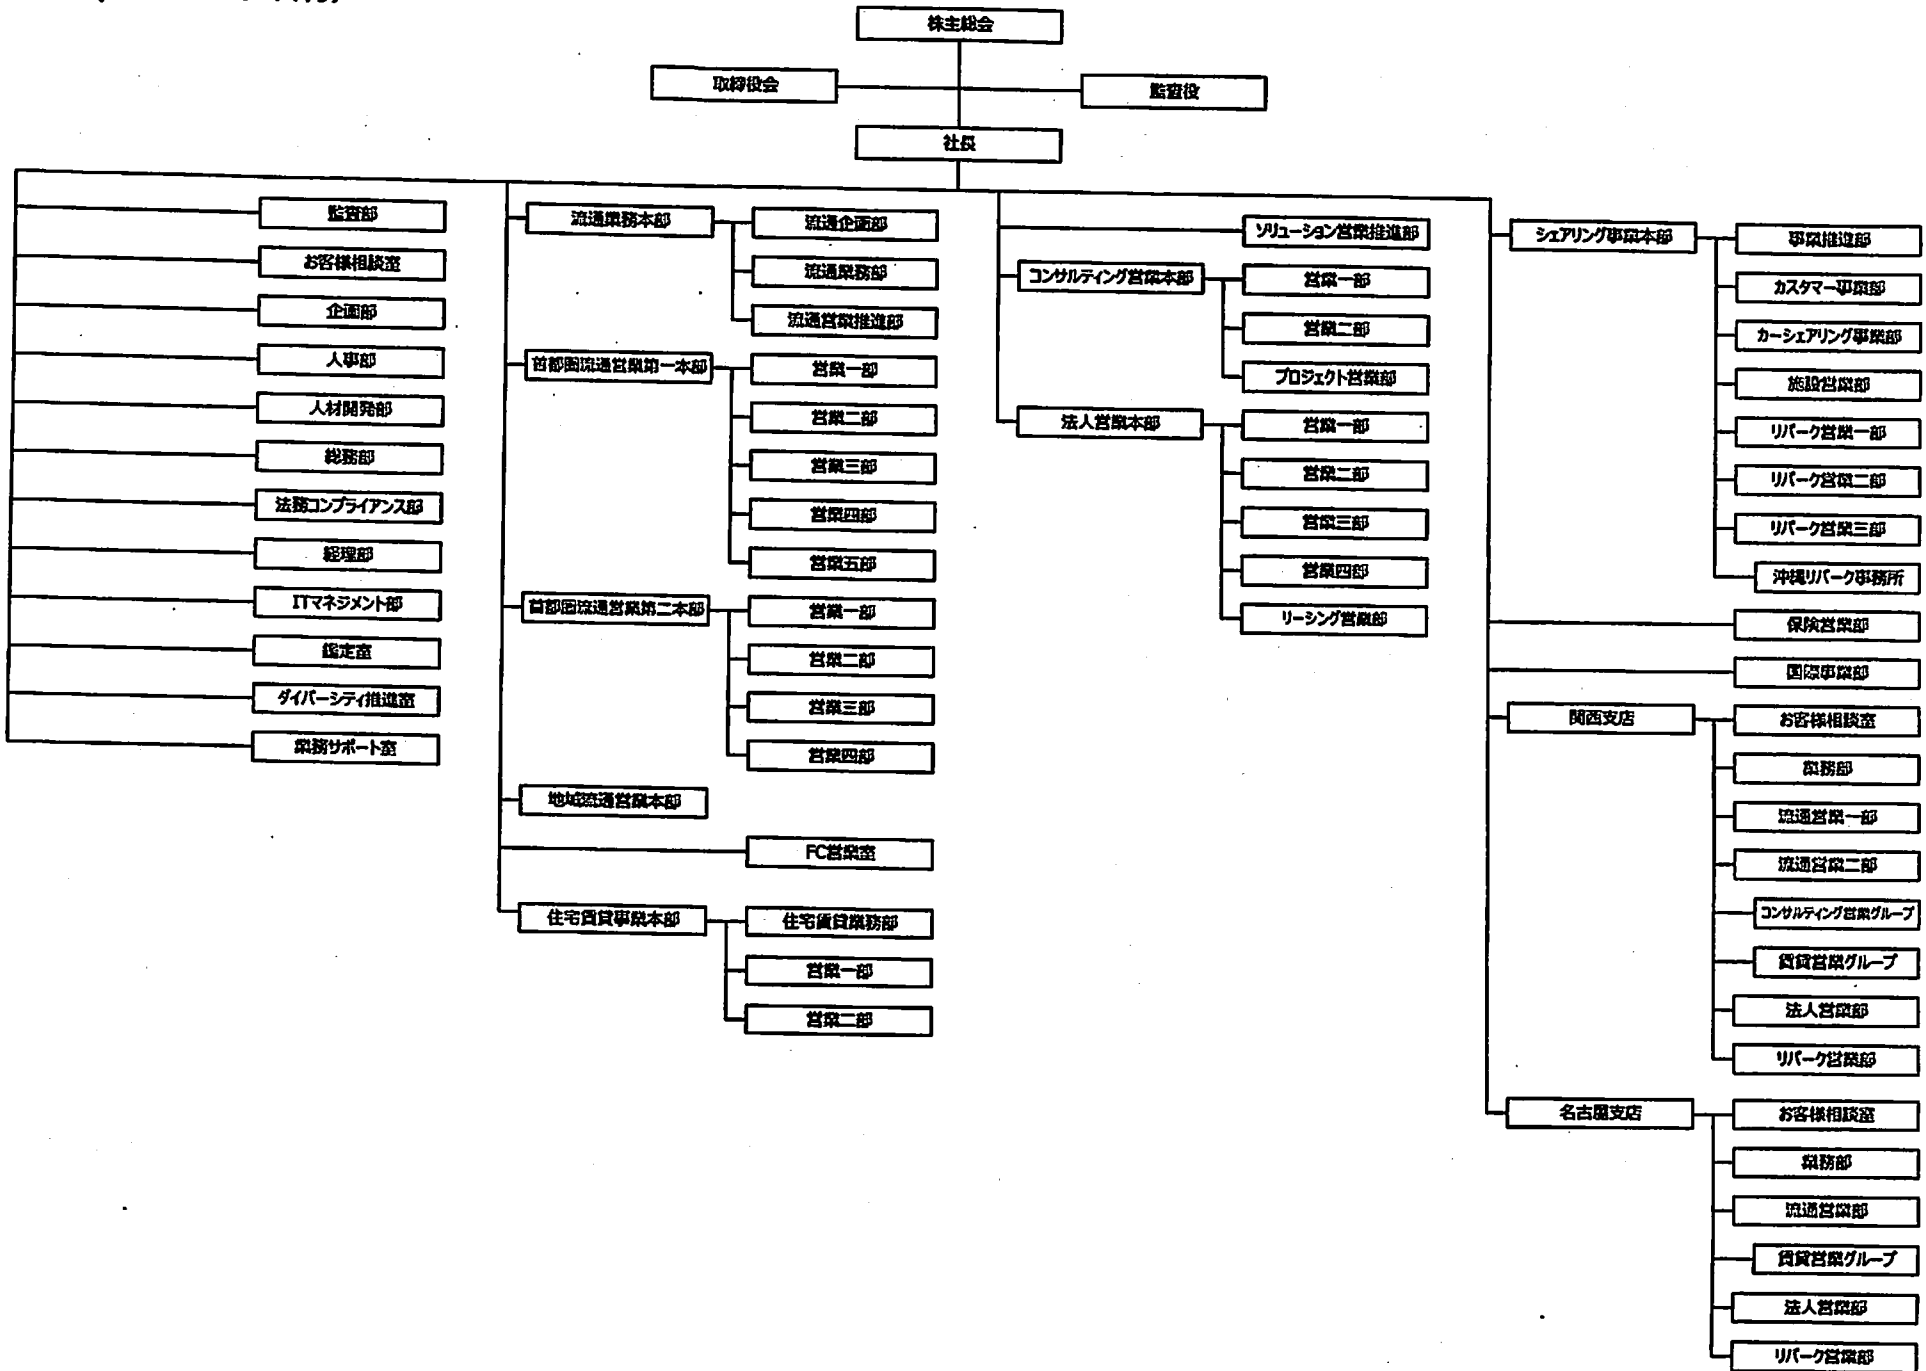 株主総会
取締役会
監査役
社長
監査部
お客様相談室
企画部
人事部
人材開発部
総務部
法務コンプライアンス部
経理部
ITマネジメント部
鑑定室
ダイバーシティ推進室
業務サポート室
流通業務本部
流通企画部
流通業務部
流通営業推進部
首都圏流通営業第一本部
営業一部
営業二部
営業三部
営業四部
営業五部
首都圏流通営業第二本部
営業一部
営業二部
営業三部
営業四部
地域流通営業本部
FC営業室
住宅賃貸事業本部
住宅賃貸業務部
営業一部
営業二部
ソリューション営業推進部
コンサルティング営業本部
営業一部
営業二部
プロジェクト営業部
法人営業本部
営業一部
営業二部
営業三部
営業四部
リーシング営業部
シェアリング事業本部
事業推進部
カスタマー事業部
カーシェアリング事業部
施設営業部
リパーク営業一部
リパーク営業二部
リパーク営業三部
沖縄リパーク事務所
保険営業部
国際事業部
関西支店
お客様相談室
業務部
流通営業一部
流通営業二部
コンサルティング営業グループ
賃貸営業グループ
法人営業部
リパーク営業部
名古屋支店
お客様相談室
業務部
流通営業部
賃貸営業グループ
法人営業部
リパーク営業部